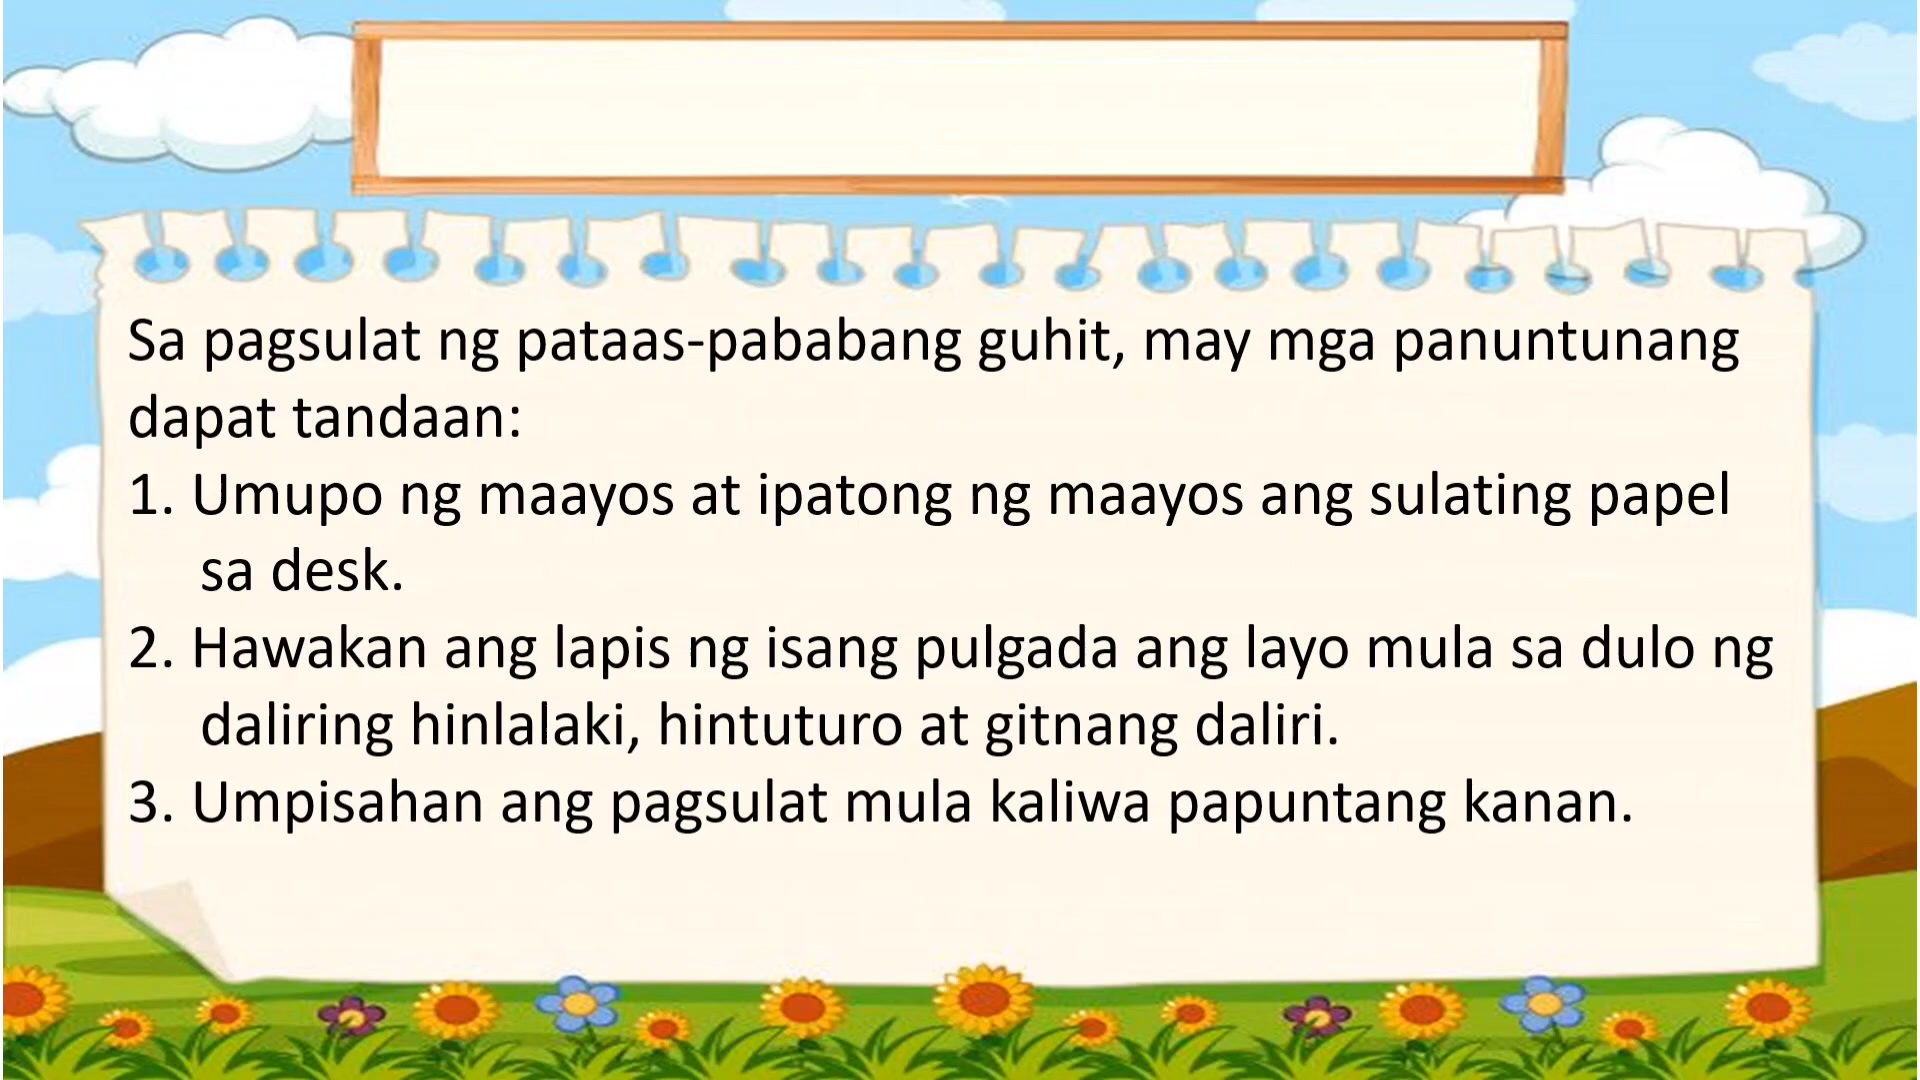 Sa pagsulat ng pataas-pababang guhit, may mga panuntunang
dapat tandaan:
1. Umupo ng maayos at ipatong ng maayos ang sulating papel
sa desk.
2. Hawakan ang lapis ng isang pulgada ang layo mula sa dulo ng
daliring hinlalaki, hintuturo at gitnang daliri.
3. Umpisahan ang pagsulat mula kaliwa papuntang kanan.